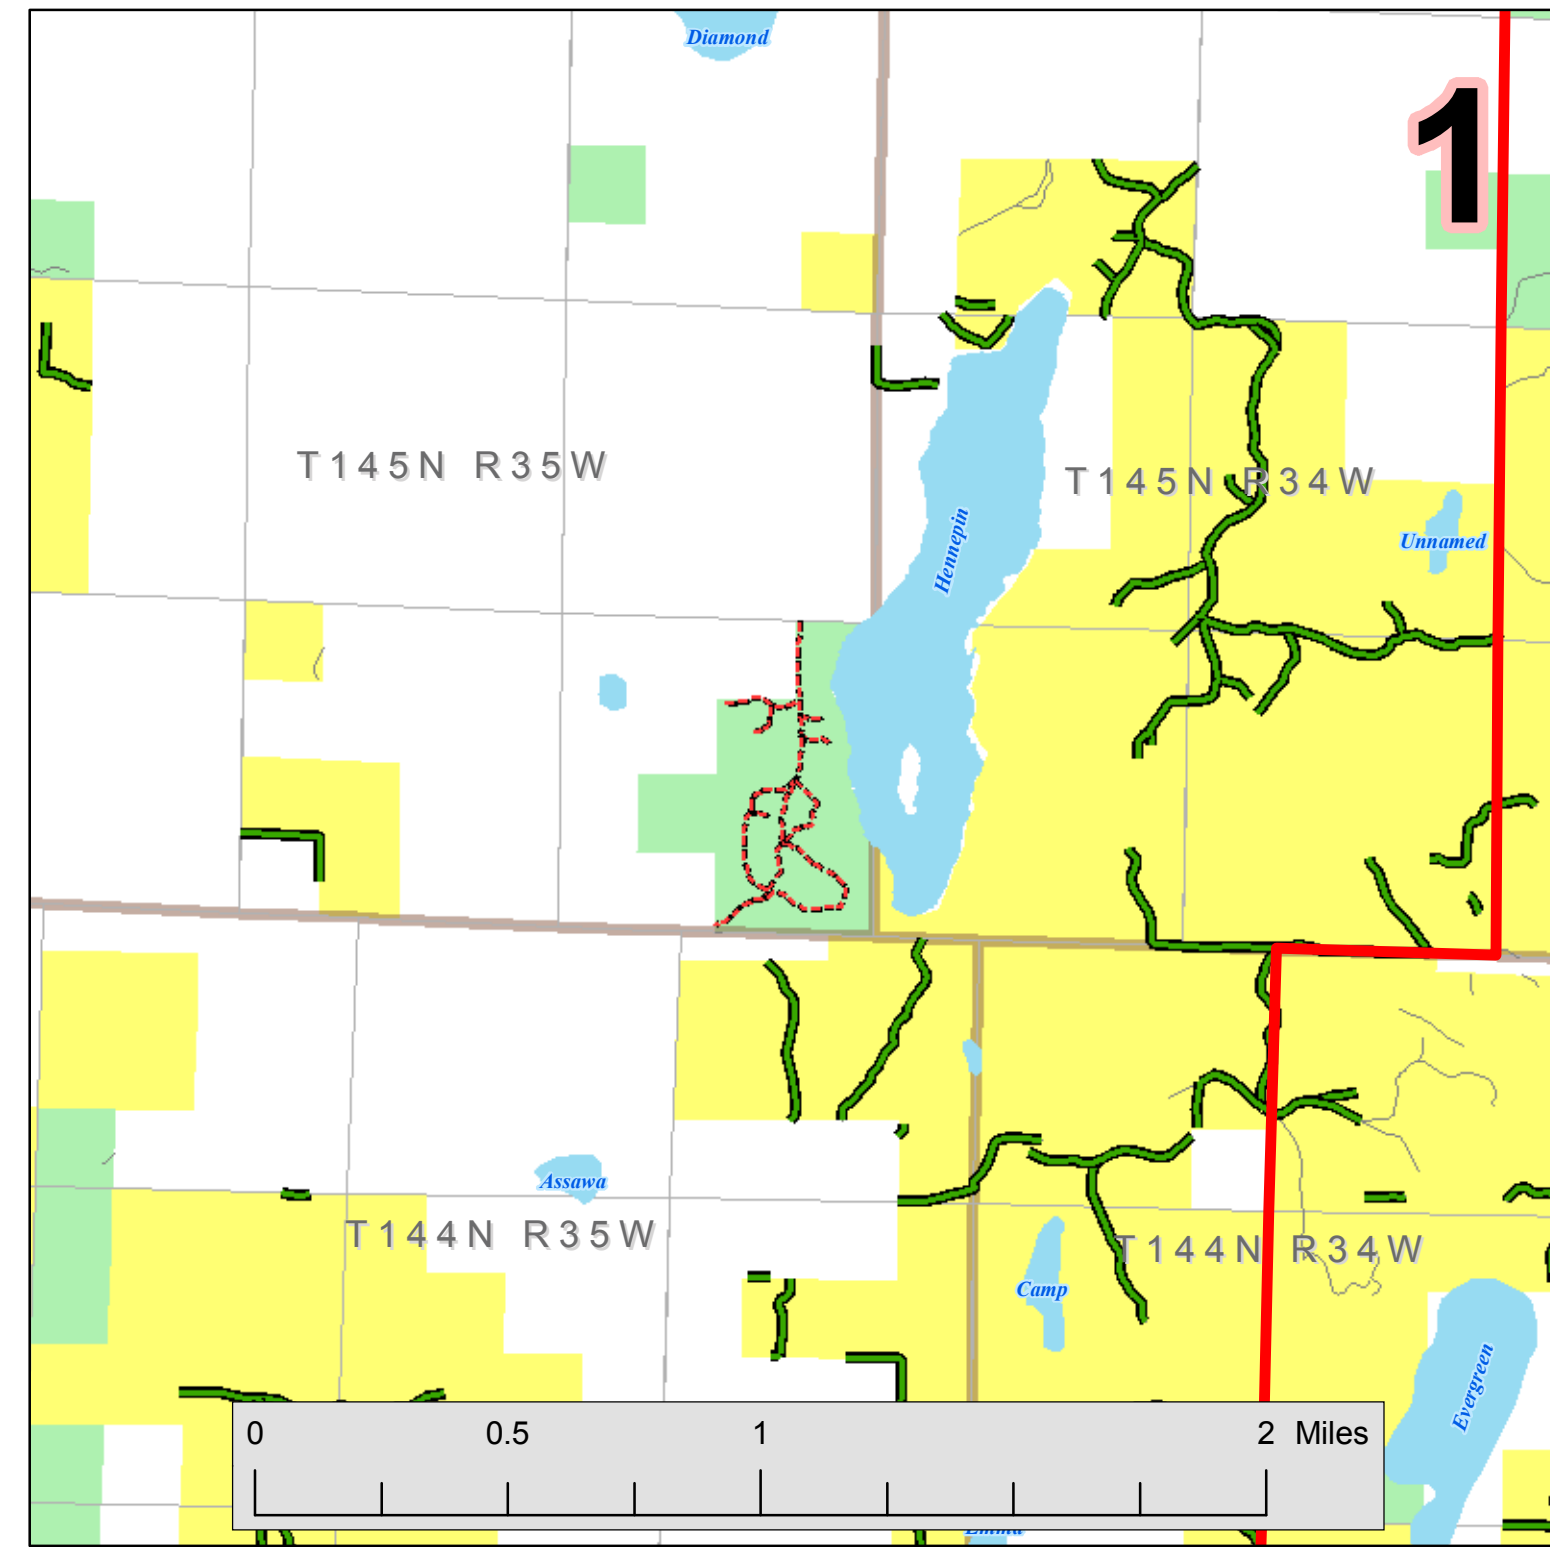 Diamond
1
T145N R35W
T145N R34W
Hennepin
Unnamed
Assawa
T144N R35W
T144N R34W
Camp
Evergreen
0 0.5 1 2 Miles
Emma